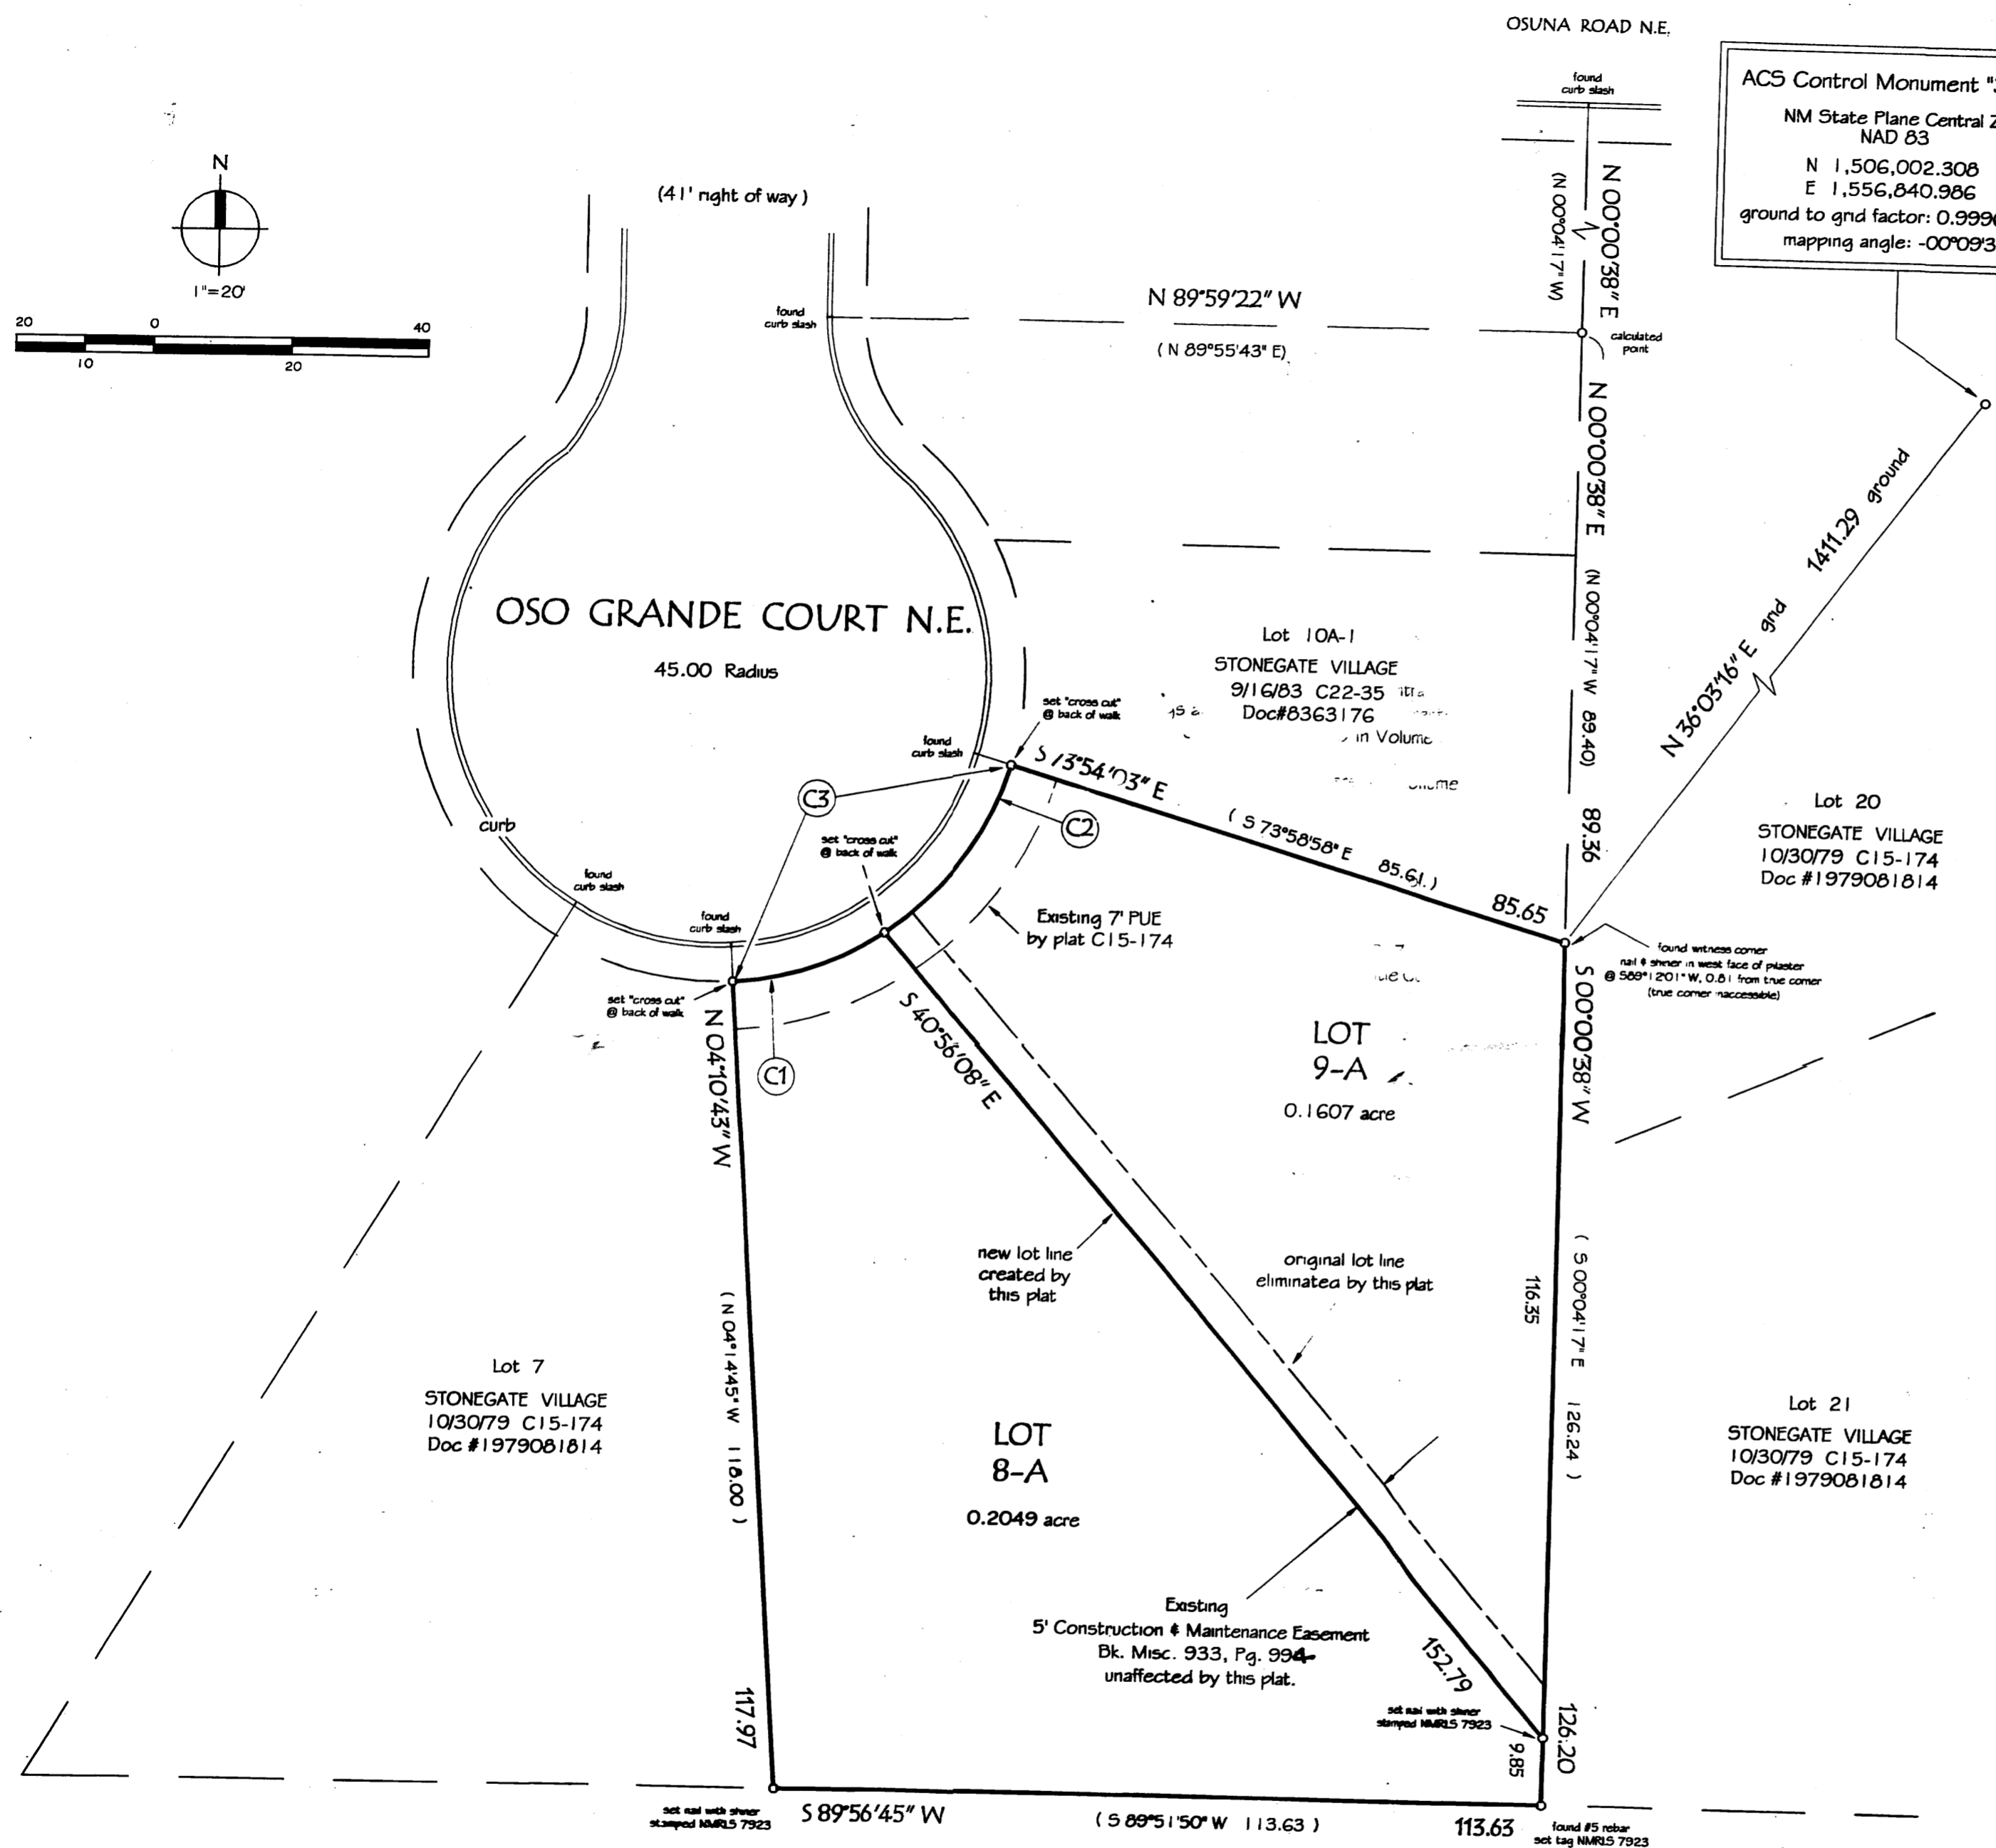 OSUNA ROAD N.E.
found
curb slash
ACS Control Monument
NM State Plane Central
NAD 83
N 1,506,002.308
E 1,556,840.986
ground to grid factor:
mapping angle:
N
1"=20'
20 0 40
10 20
(41' right of way)
found
curb slash
N 89°59'22" W
(N 89°55'43" E)
(N 00°04'17" W)
N 00°00'38" E
calculated
point
N 00°00'38" E
(N 00°04'17" W 89.40)
89.36
1411.29 ground
N 36°03'16" E grid
OSO GRANDE COURT N.E.
45.00 Radius
Lot 10A-1
STONEGATE VILLAGE
9/16/83 C22-35
Doc#8363176
in Volume
set "cross cut"
@ back of walk
found
curb slash
S 73°54'03" E
(S 73°58'58" E 85.61)
85.65
C3
C2
curb
set "cross cut"
@ back of walk
found
curb slash
found
curb slash
Existing 7' PUE
by plat C15-174
Lot 20
STONEGATE VILLAGE
10/30/79 C15-174
Doc #1979081814
found witness corner
nail & shiner in west face of pilaster
@ S89°12'01" W, 0.81 from true corner
(true corner inaccessible)
set "cross cut"
@ back of walk
C1
N 04°10'43" W
S 40°56'08" E
LOT
9-A
0.1607 acre
S 00°00'38" W
new lot line
created by
this plat
original lot line
eliminated by this plat
116.35
(S 00°04'17" E 126.24)
(N 04°14'45" W 118.00)
Lot 7
STONEGATE VILLAGE
10/30/79 C15-174
Doc #1979081814
LOT
8-A
0.2049 acre
Lot 21
STONEGATE VILLAGE
10/30/79 C15-174
Doc #1979081814
Existing
5' Construction & Maintenance Easement
Bk. Misc. 933, Pg. 994
unaffected by this plat.
152.79
set nail with shiner
stamped NMRLS 7923
117.97
9.85
126.20
set nail with shiner
stamped NMRLS 7923
S 89°56'45" W
(S 89°51'50" W 113.63)
113.63
found #5 rebar
set tag NMRLS 7923